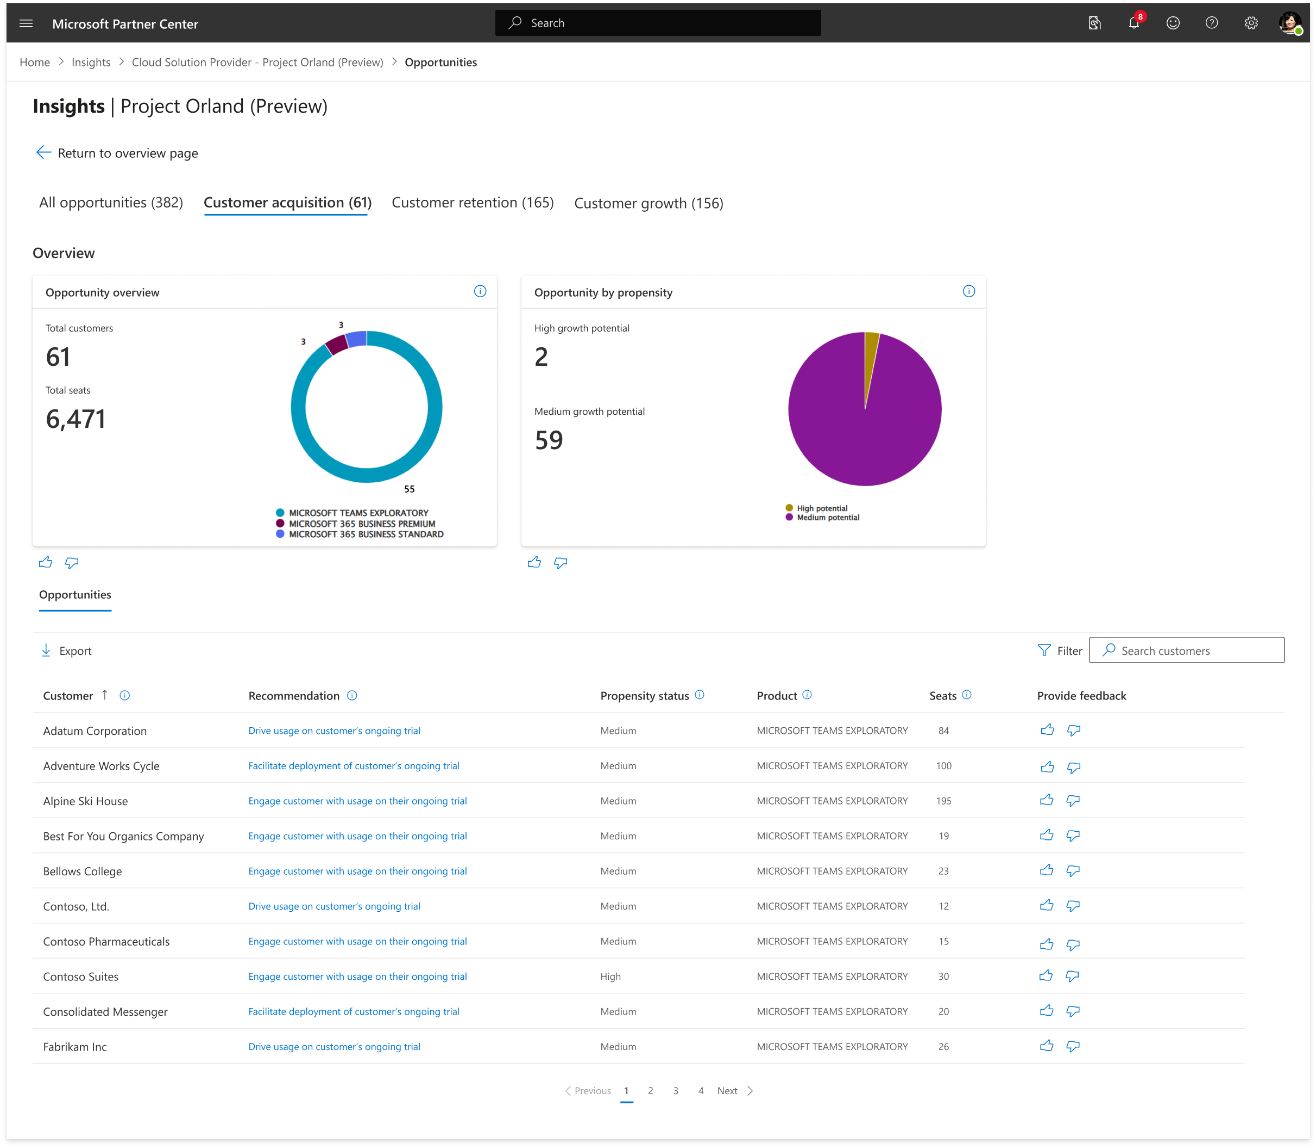 Microsoft Partner Center
Search
8
Home > Insights > Cloud Solution Provider - Project Orland (Preview) > Opportunities
Insights | Project Orland (Preview)
Return to overview page
All opportunities (382) Customer acquisition (61) Customer retention (165) Customer growth (156)
Overview
Opportunity overview
Total customers
61
Total seats
6,471
3
3
55
MICROSOFT TEAMS EXPLORATORY
MICROSOFT 365 BUSINESS PREMIUM
MICROSOFT 365 BUSINESS STANDARD
Opportunity by propensity
High growth potential
2
Medium growth potential
59
High potential
Medium potential
Opportunities
Export Filter Search customers
Customer Recommendation Propensity status Product Seats Provide feedback
Adatum Corporation Drive usage on customer's ongoing trial Medium MICROSOFT TEAMS EXPLORATORY 84
Adventure Works Cycle Facilitate deployment of customer's ongoing trial Medium MICROSOFT TEAMS EXPLORATORY 100
Alpine Ski House Engage customer with usage on their ongoing trial Medium MICROSOFT TEAMS EXPLORATORY 195
Best For You Organics Company Engage customer with usage on their ongoing trial Medium MICROSOFT TEAMS EXPLORATORY 19
Bellows College Engage customer with usage on their ongoing trial Medium MICROSOFT TEAMS EXPLORATORY 23
Contoso, Ltd. Drive usage on customer's ongoing trial Medium MICROSOFT TEAMS EXPLORATORY 12
Contoso Pharmaceuticals Engage customer with usage on their ongoing trial Medium MICROSOFT TEAMS EXPLORATORY 15
Contoso Suites Engage customer with usage on their ongoing trial High MICROSOFT TEAMS EXPLORATORY 30
Consolidated Messenger Facilitate deployment of customer's ongoing trial Medium MICROSOFT TEAMS EXPLORATORY 20
Fabrikam Inc Drive usage on customer's ongoing trial Medium MICROSOFT TEAMS EXPLORATORY 26
Previous 1 2 3 4 Next